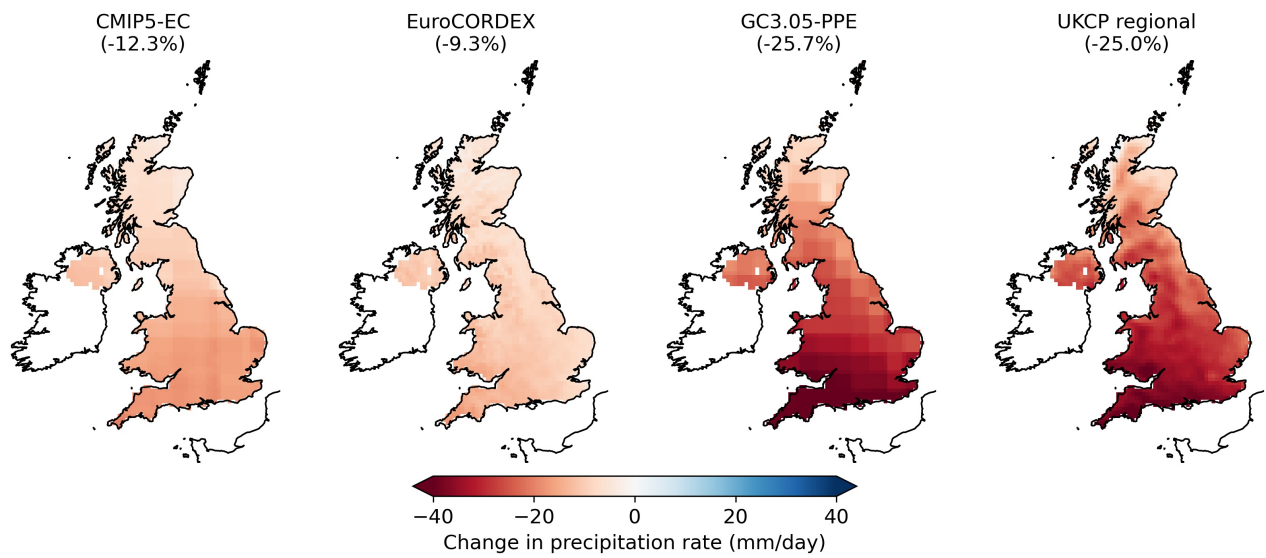 CMIP5-EC
(-12.3%)
EuroCORDEX
(-9.3%)
GC3.05-PPE
(-25.7%)
UKCP regional
(-25.0%)
−40
−20
0
20
40
Change in precipitation rate (mm/day)